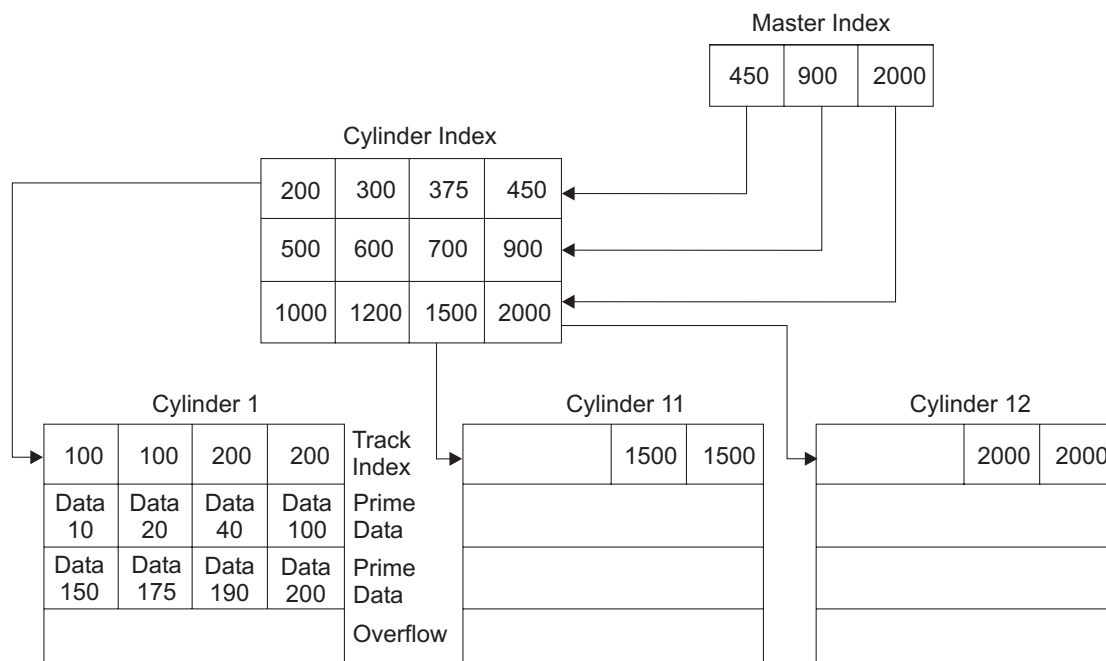 Master Index
450 900 2000
Cylinder Index
200 300 375 450
500 600 700 900
1000 1200 1500 2000
Cylinder 1
100 100 200 200
Track
Index
Data Data Data Data
10 20 40 100
Prime
Data
Data Data Data Data
150 175 190 200
Prime
Data
Overflow
Cylinder 11
1500 1500
Cylinder 12
2000 2000